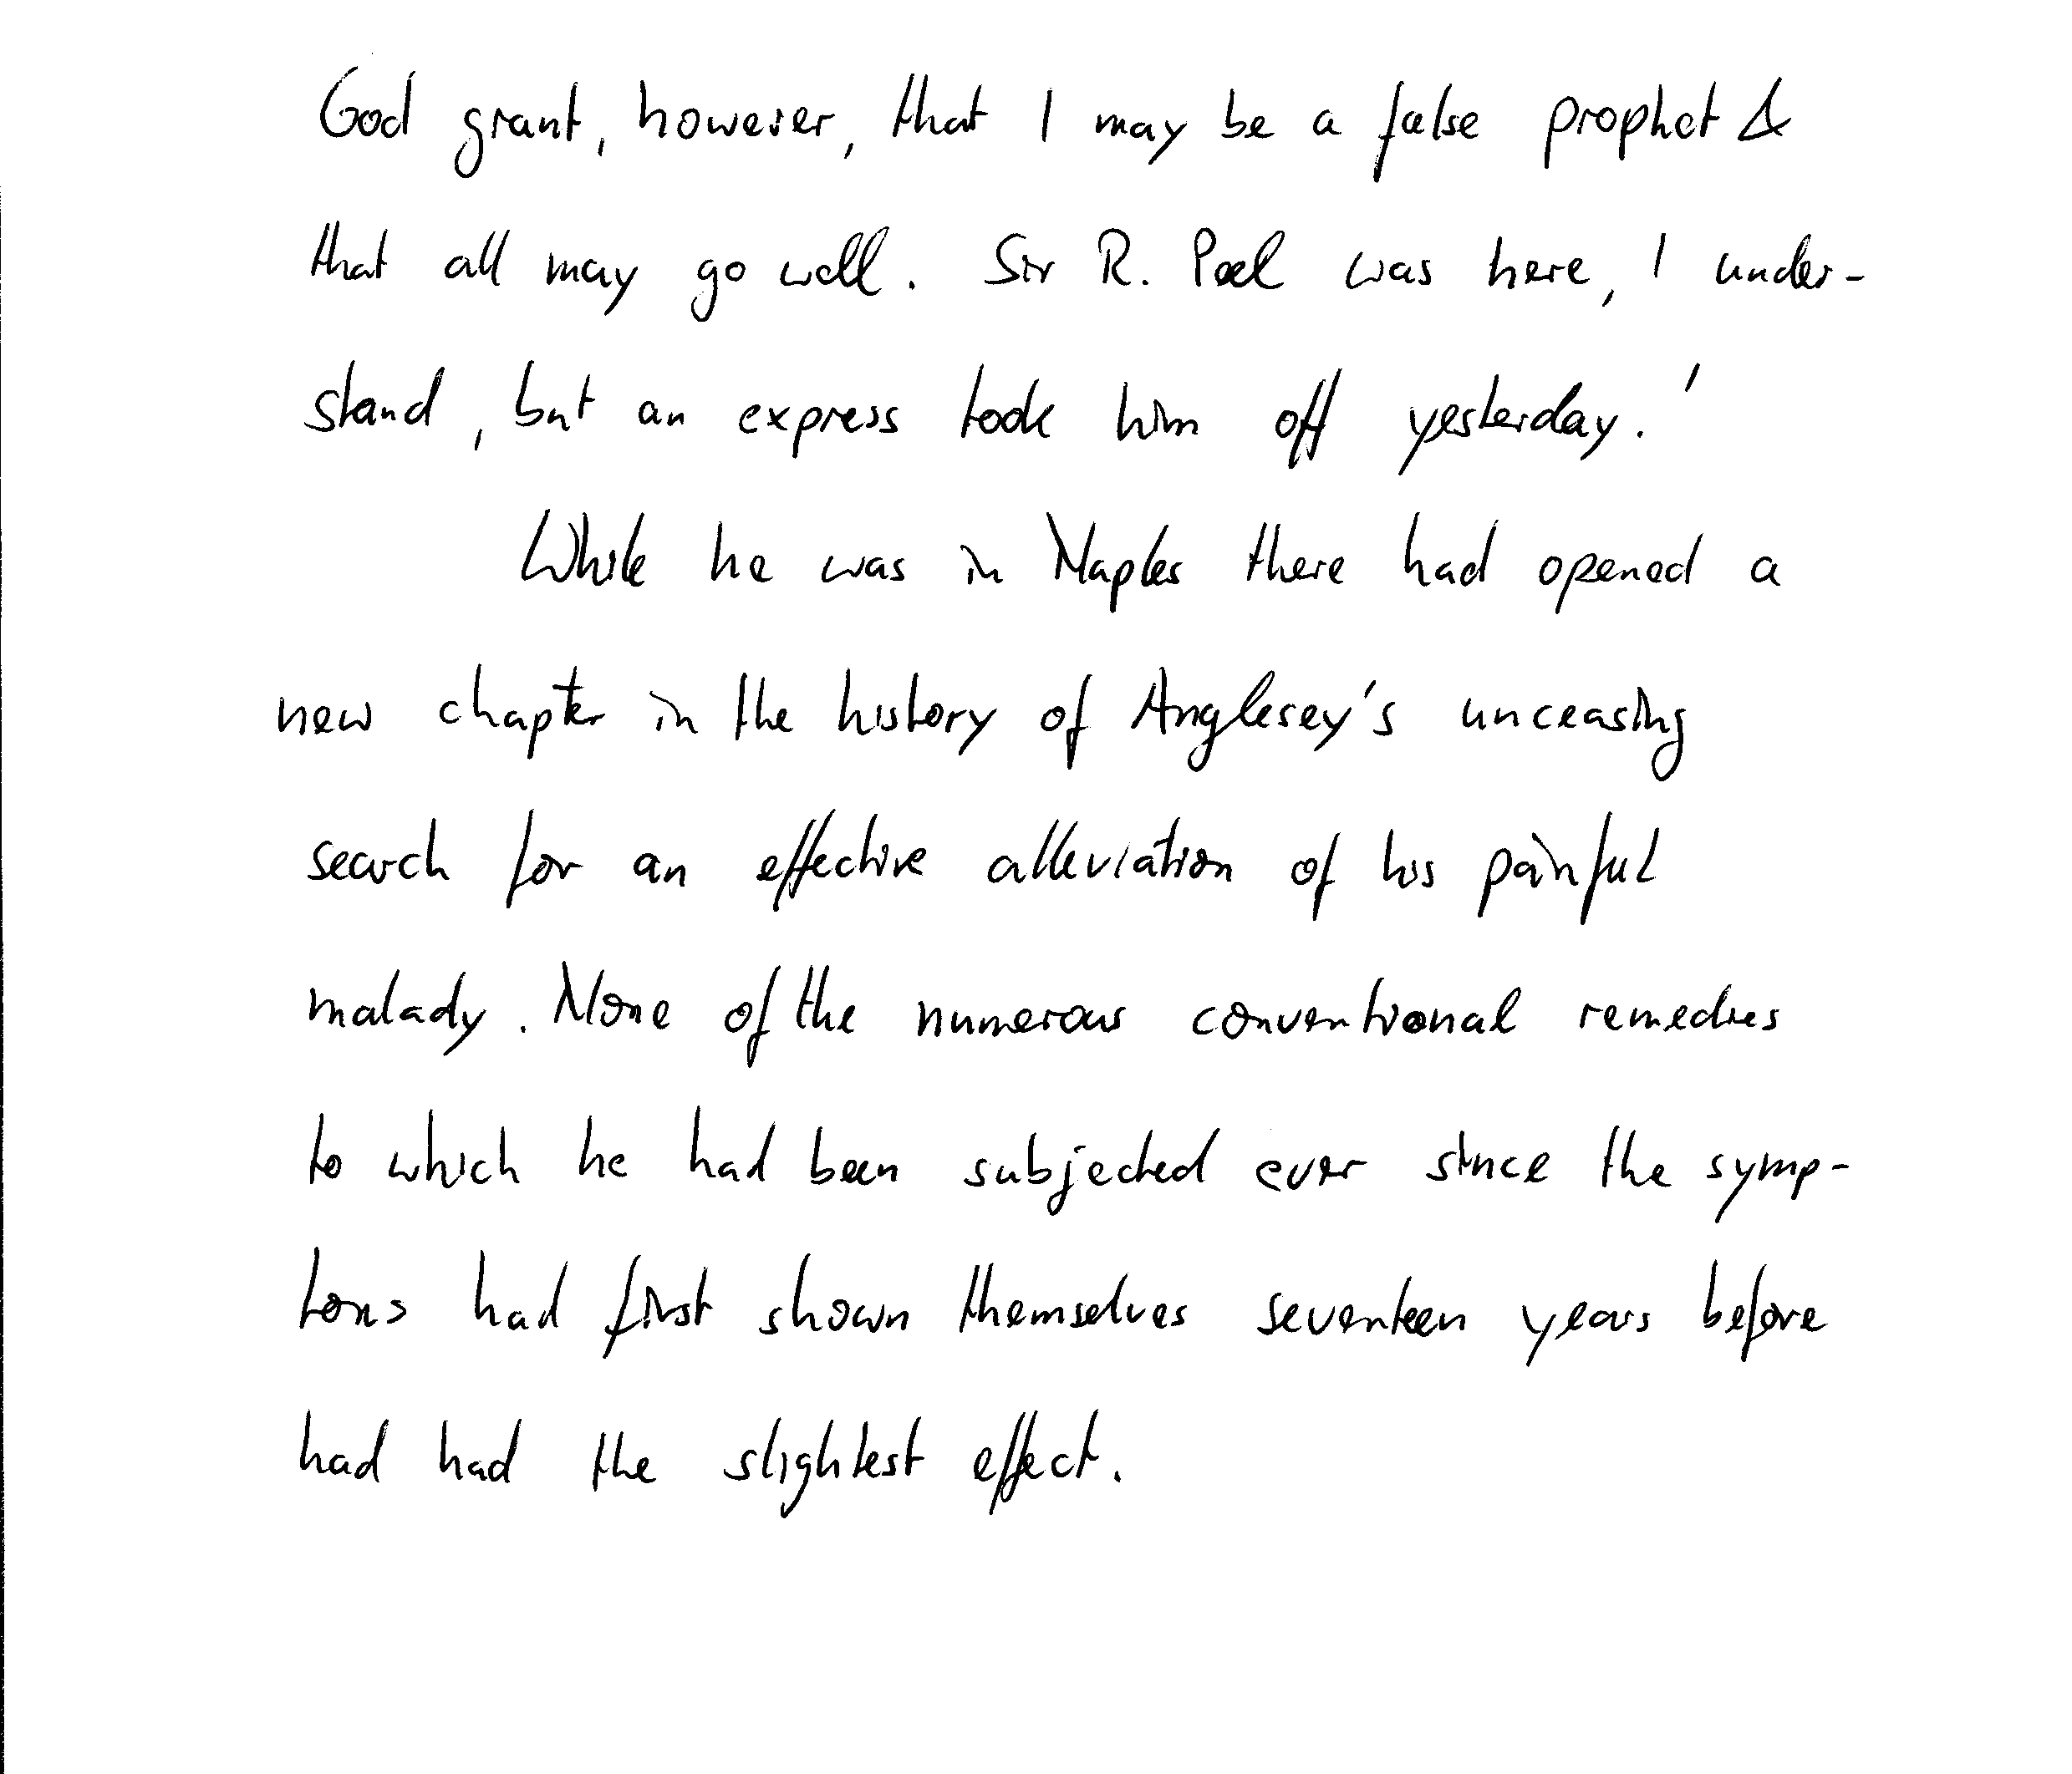 God grant, however, that I may be a false prophet &
that all may go well. Sir R. Peel was here, I under-
stand, but an express took him off yesterday.'
While he was in Naples there had opened a
new chapter in the history of Anglesey's unceasing
search for an effective alleviation of his painful
malady. None of the numerous conventional remedies
to which he had been subjected ever since the symp-
toms had first shown themselves seventeen years before
had had the slightest effect.